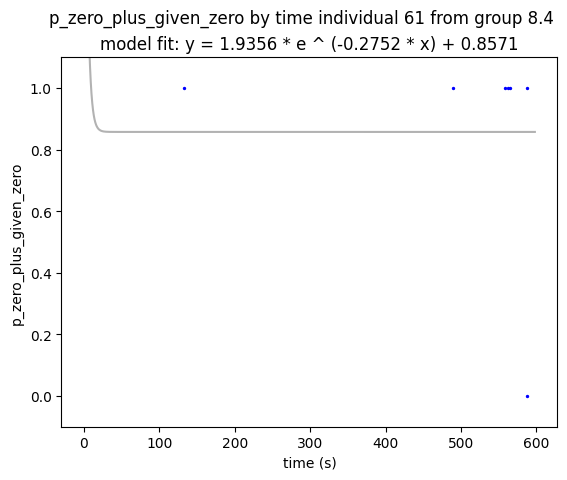 p_zero_plus_given_zero by time individual 61 from group 8.4
model fit: y = 1.9356 * e ^ (-0.2752 * x) + 0.8571
1.0
0.8
0.6
0.4
0.2
0.0
p_zero_plus_given_zero
0 100 200 300 400 500 600
time (s)